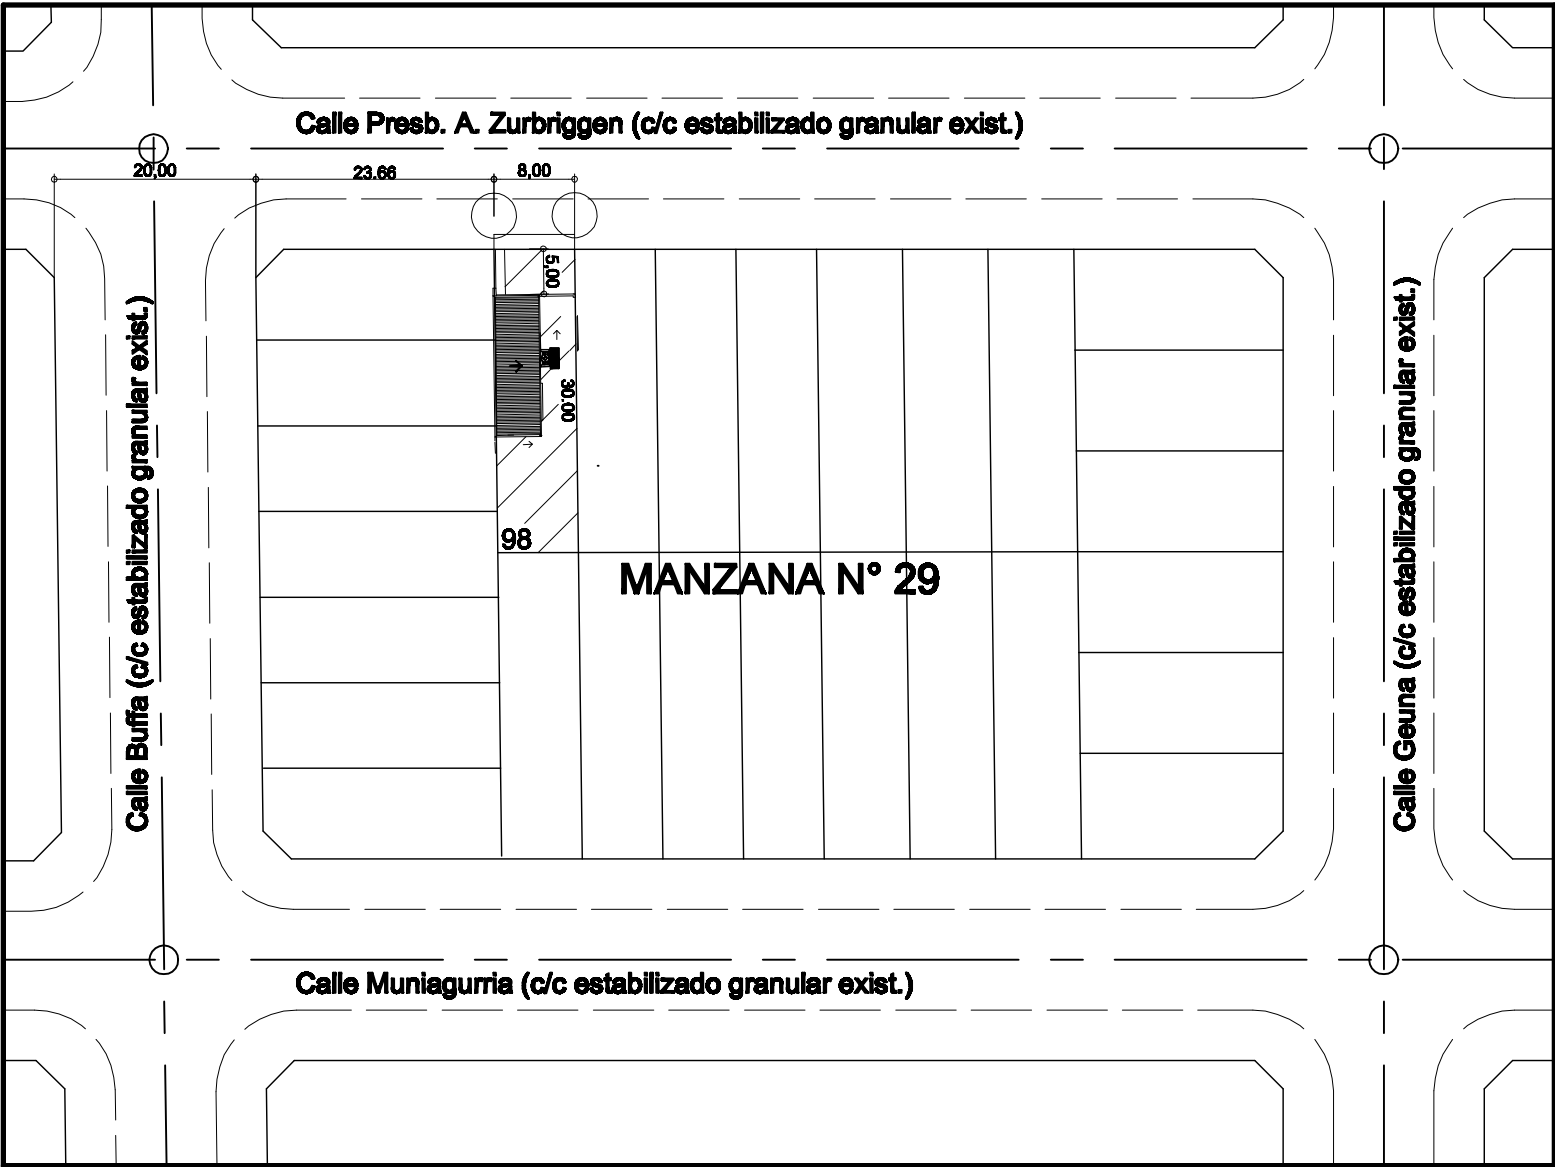 Calle Presb. A. Zurbriggen (c/c estabilizado granular exist.)
20,00
23.66
8,00
5,00
30.00
98
MANZANA N° 29
Calle Buffa (c/c estabilizado granular exist.)
Calle Geuna (c/c estabilizado granular exist.)
Calle Muniagurria (c/c estabilizado granular exist.)